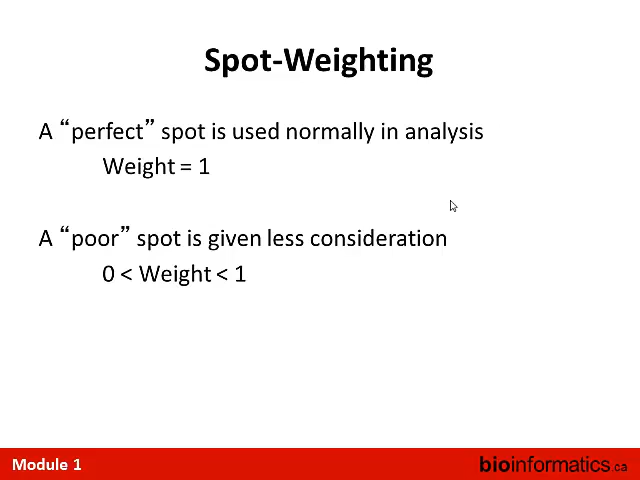 Spot-Weighting
A “perfect” spot is used normally in analysis
Weight = 1
A “poor” spot is given less consideration
0 < Weight < 1
Module 1
bioinformatics.ca